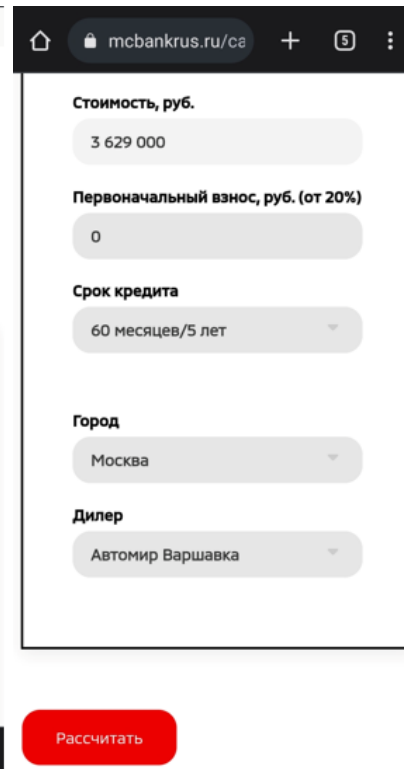 mcbankrus.ru/ca
5
Стоимость, руб.
3 629 000
Первоначальный взнос, руб. (от 20%)
0
Срок кредита
60 месяцев/5 лет
Город
Москва
Дилер
Автомир Варшавка
Рассчитать